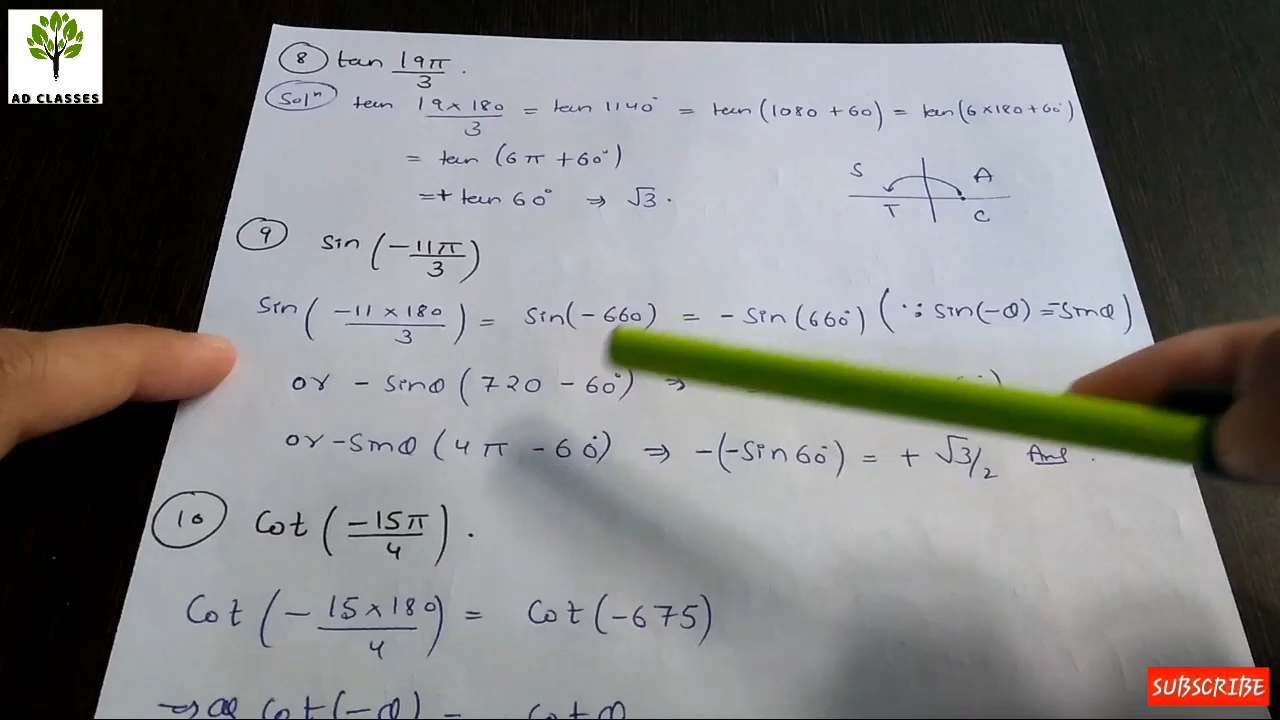 AD CLASSES
8 tan 19π/3 .
Solⁿ tan 19 × 180/3 = tan 1140° = tan (1080 + 60) = tan (6×180+60°)
= tan (6π + 60°)
= + tan 60° ⇒ √3 .
S A
T C
9 sin (-11π/3)
sin ( -11 × 180/3 ) = sin(-660) = - sin (660°) ( ∵ sin(-θ) = -sinθ )
or - sinθ (720 - 60°) ⇒
or - sinθ (4π - 60°) ⇒ -(-sin 60°) = + √3/2 Ans .
10 Cot (-15π/4) .
Cot (- 15×180/4) = Cot (-675)
⇒ Cot (-θ) = Cot θ
SUBSCRIBE